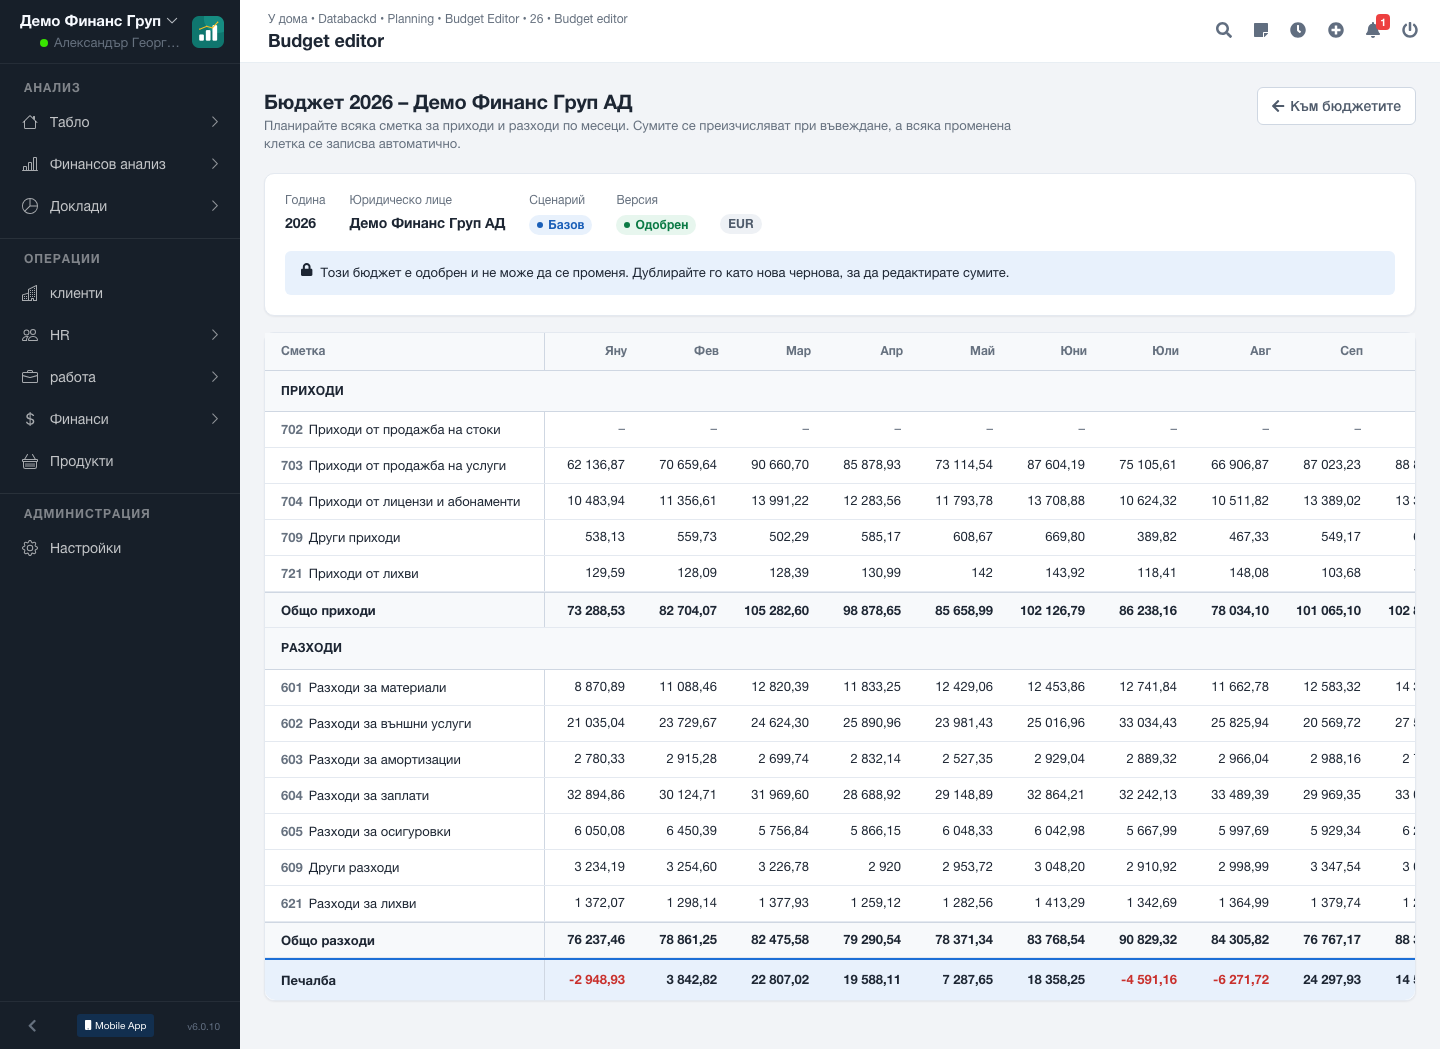 Демо Финанс Груп
Александър Георг...
АНАЛИЗ
Табло
Финансов анализ
Доклади
ОПЕРАЦИИ
клиенти
HR
работа
Финанси
Продукти
АДМИНИСТРАЦИЯ
Настройки
Mobile App
v6.0.10
У дома • Databackd • Planning • Budget Editor • 26 • Budget editor
Budget editor
1
Бюджет 2026 – Демо Финанс Груп АД
Планирайте всяка сметка за приходи и разходи по месеци. Сумите се преизчисляват при въвеждане, а всяка променена
клетка се записва автоматично.
Към бюджетите
Година Юридическо лице Сценарий Версия
2026 Демо Финанс Груп АД Базов Одобрен EUR
Този бюджет е одобрен и не може да се променя. Дублирайте го като нова чернова, за да редактирате сумите.
Сметка Яну Фев Мар Апр Май Юни Юли Авг Сеп
ПРИХОДИ
702 Приходи от продажба на стоки – – – – – – – – –
703 Приходи от продажба на услуги 62 136,87 70 659,64 90 660,70 85 878,93 73 114,54 87 604,19 75 105,61 66 906,87 87 023,23 88
704 Приходи от лицензи и абонаменти 10 483,94 11 356,61 13 991,22 12 283,56 11 793,78 13 708,88 10 624,32 10 511,82 13 389,02 13
709 Други приходи 538,13 559,73 502,29 585,17 608,67 669,80 389,82 467,33 549,17
721 Приходи от лихви 129,59 128,09 128,39 130,99 142 143,92 118,41 148,08 103,68
Общо приходи 73 288,53 82 704,07 105 282,60 98 878,65 85 658,99 102 126,79 86 238,16 78 034,10 101 065,10 102
РАЗХОДИ
601 Разходи за материали 8 870,89 11 088,46 12 820,39 11 833,25 12 429,06 12 453,86 12 741,84 11 662,78 12 583,32 14
602 Разходи за външни услуги 21 035,04 23 729,67 24 624,30 25 890,96 23 981,43 25 016,96 33 034,43 25 825,94 20 569,72 27
603 Разходи за амортизации 2 780,33 2 915,28 2 699,74 2 832,14 2 527,35 2 929,04 2 889,32 2 966,04 2 988,16 2
604 Разходи за заплати 32 894,86 30 124,71 31 969,60 28 688,92 29 148,89 32 864,21 32 242,13 33 489,39 29 969,35 33
605 Разходи за осигуровки 6 050,08 6 450,39 5 756,84 5 866,15 6 048,33 6 042,98 5 667,99 5 997,69 5 929,34 6
609 Други разходи 3 234,19 3 254,60 3 226,78 2 920 2 953,72 3 048,20 2 910,92 2 998,99 3 347,54 3
621 Разходи за лихви 1 372,07 1 298,14 1 377,93 1 259,12 1 282,56 1 413,29 1 342,69 1 364,99 1 379,74 1
Общо разходи 76 237,46 78 861,25 82 475,58 79 290,54 78 371,34 83 768,54 90 829,32 84 305,82 76 767,17 88
Печалба -2 948,93 3 842,82 22 807,02 19 588,11 7 287,65 18 358,25 -4 591,16 -6 271,72 24 297,93 14